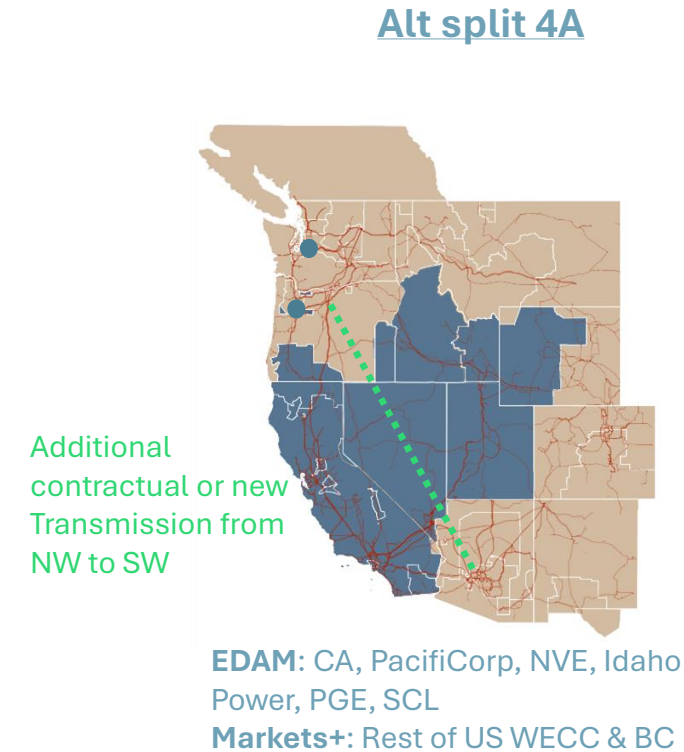 Alt split 4A
Additional
contractual or new
Transmission from
NW to SW
EDAM: CA, PacifiCorp, NVE, Idaho
Power, PGE, SCL
Markets+: Rest of US WECC & BC